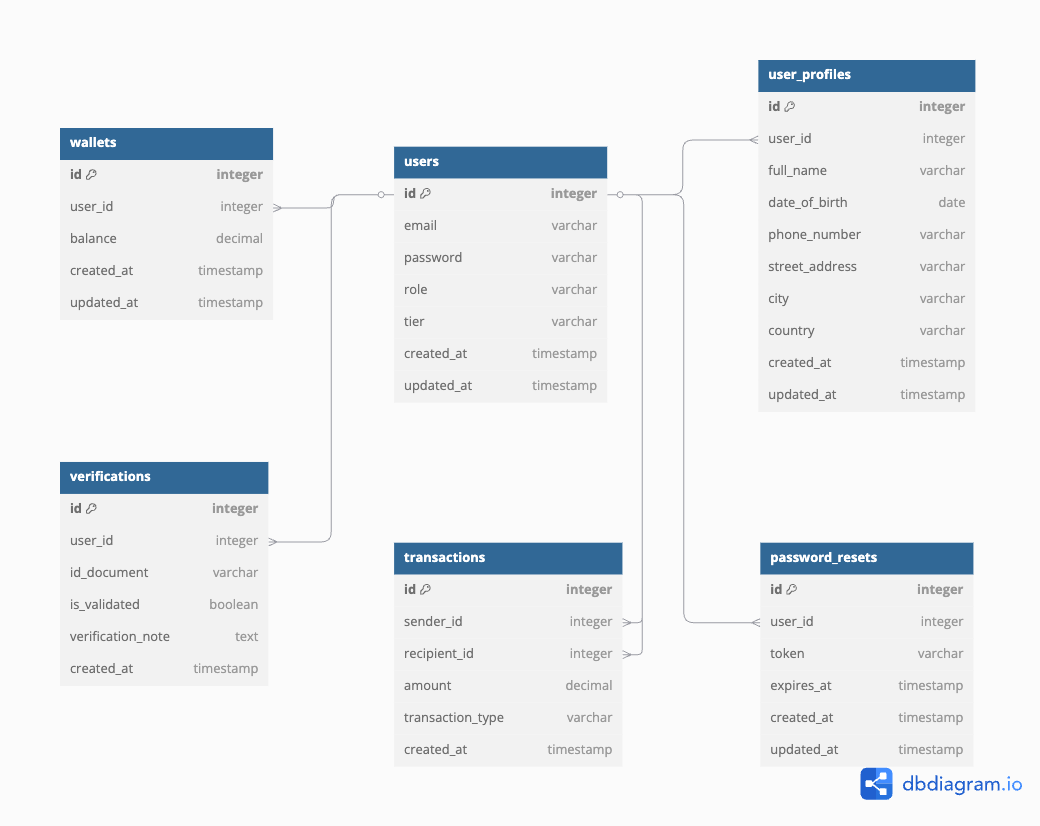 wallets
id integer
user_id integer
balance decimal
created_at timestamp
updated_at timestamp
users
id integer
email varchar
password varchar
role varchar
tier varchar
created_at timestamp
updated_at timestamp
user_profiles
id integer
user_id integer
full_name varchar
date_of_birth date
phone_number varchar
street_address varchar
city varchar
country varchar
created_at timestamp
updated_at timestamp
verifications
id integer
user_id integer
id_document varchar
is_validated boolean
verification_note text
created_at timestamp
transactions
id integer
sender_id integer
recipient_id integer
amount decimal
transaction_type varchar
created_at timestamp
password_resets
id integer
user_id integer
token varchar
expires_at timestamp
created_at timestamp
updated_at timestamp
dbdiagram.io